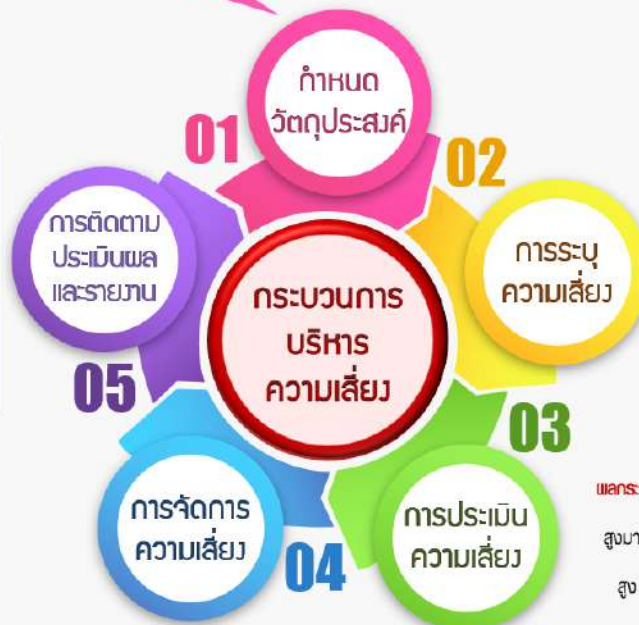 01
กำหนด
วัตถุประสงค์
02
การระบุ
ความเสี่ยง
03
การประเมิน
ความเสี่ยง
04
การจัดการ
ความเสี่ยง
05
การติดตาม
ประเมินผล
และรายงาน
กระบวนการ
บริหาร
ความเสี่ยง
สูง